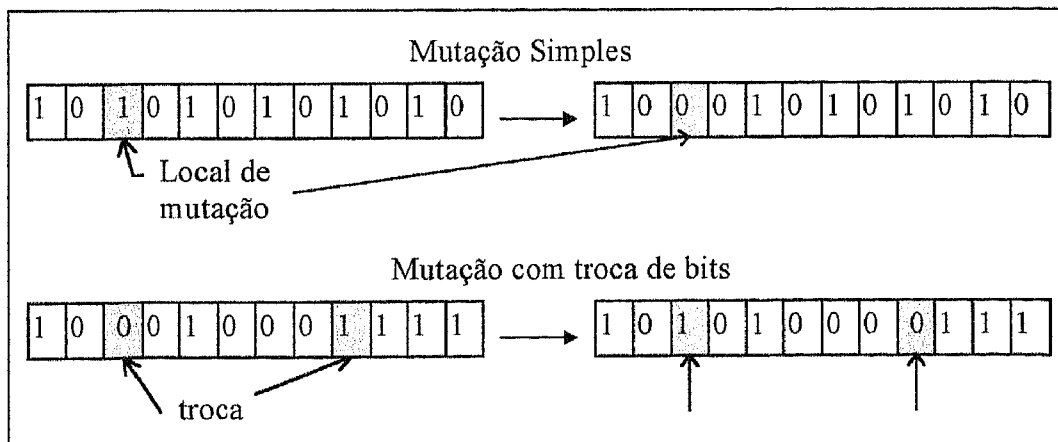 Mutação Simples
1 0 1 0 1 0 1 0 1 0 1 0
1 0 0 0 1 0 1 0 1 0 1 0
Local de
mutação
Mutação com troca de bits
1 0 0 0 1 0 0 0 1 1 1 1
1 0 1 0 1 0 0 0 0 1 1 1
troca